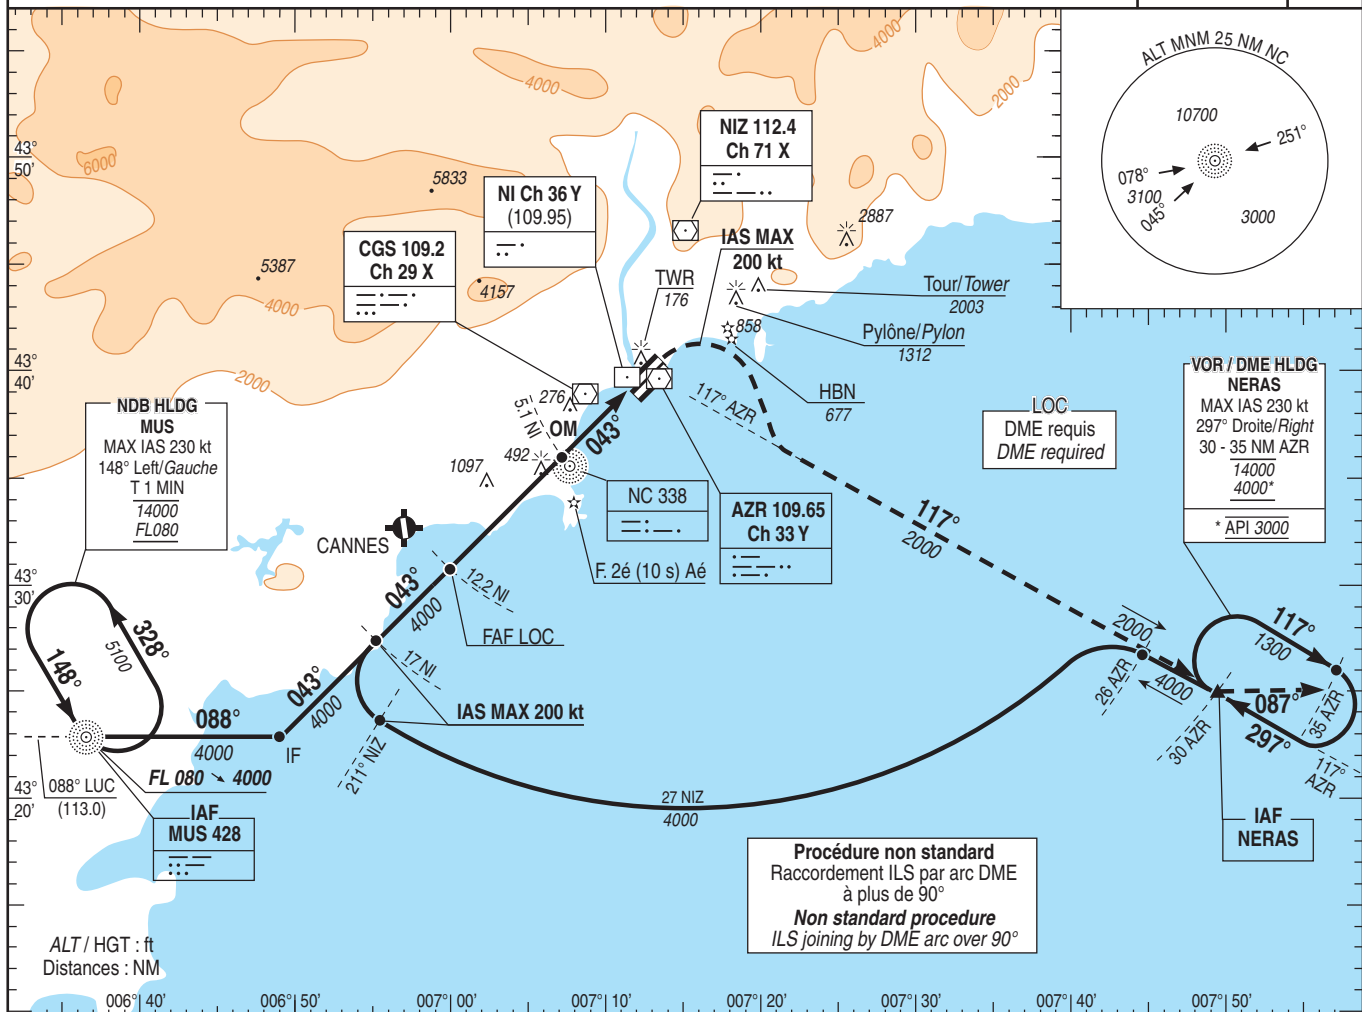 4000
4000
2000
6000
4000
2000
43°
50'
43°
40'
43°
30'
43°
20'
5833
5387
4157
2887
ALT MNM 25 NM NC
10700
251°
078°
3100
045°
3000
NIZ 112.4
Ch 71 X
NI Ch 36 Y
(109.95)
CGS 109.2
Ch 29 X
IAS MAX
200 kt
TWR
176
Tour/Tower
2003
858
Pylône/Pylon
1312
HBN
677
117° AZR
276
5.1 NI
OM
043°
492
1097
NC 338
AZR 109.65
Ch 33 Y
F. 2é (10 s) Aé
LOC
DME requis
DME required
VOR / DME HLDG
NERAS
MAX IAS 230 kt
297° Droite/Right
30 - 35 NM AZR
14000
4000*
* API 3000
NDB HLDG
MUS
MAX IAS 230 kt
148° Left/Gauche
T 1 MIN
14000
FL080
CANNES
043°
4000
12.2 NI
FAF LOC
17 NI
IAS MAX 200 kt
117°
2000
328°
5100
148°
088°
4000
043°
4000
IF
211° NIZ
FL 080 ↘ 4000
088° LUC
(113.0)
IAF
MUS 428
27 NIZ
4000
2000
26 AZR
4000
30 AZR
117°
1300
087°
297°
35 AZR
117°
AZR
IAF
NERAS
Procédure non standard
Raccordement ILS par arc DME
à plus de 90°
Non standard procedure
ILS joining by DME arc over 90°
ALT / HGT : ft
Distances : NM
006° 40'
006° 50'
007° 00'
007° 10'
007° 20'
007° 30'
007° 40'
007° 50'